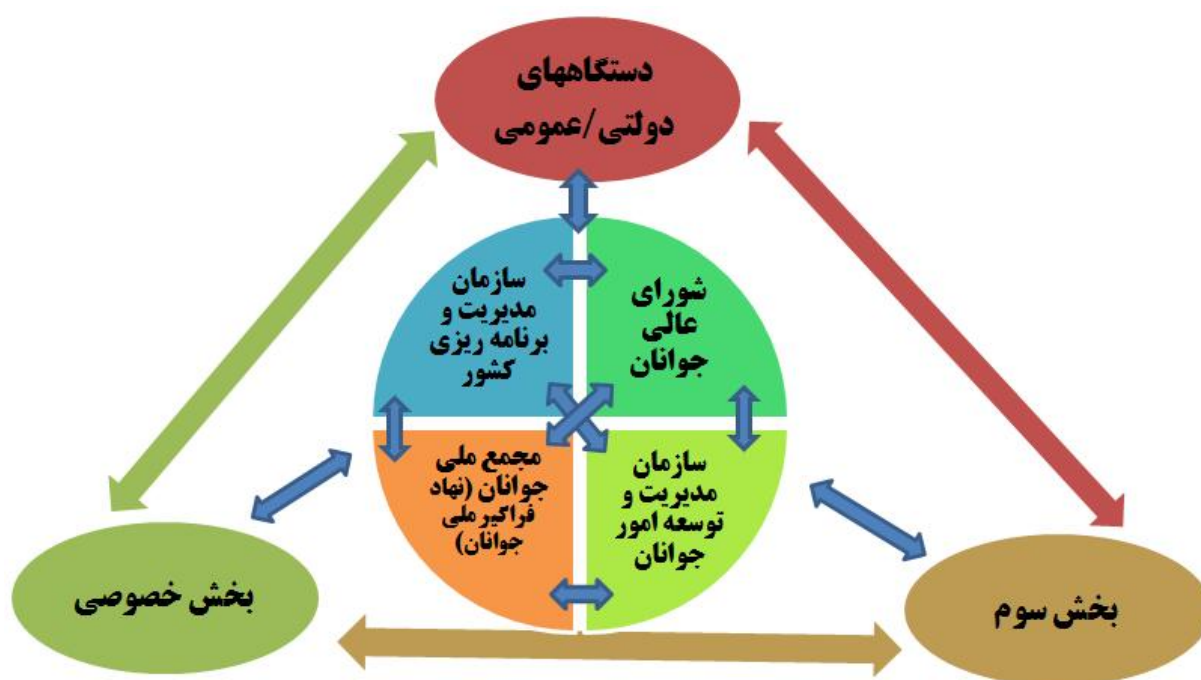 دستگاههای
دولتی/عمومی
شورای
عالی
جوانان
سازمان
مدیریت و
برنامه ریزی
کشور
سازمان
مدیریت و
توسعه امور
جوانان
مجمع ملی
جوانان (نهاد
فراگیر ملی
جوانان)
بخش سوم
بخش خصوصی